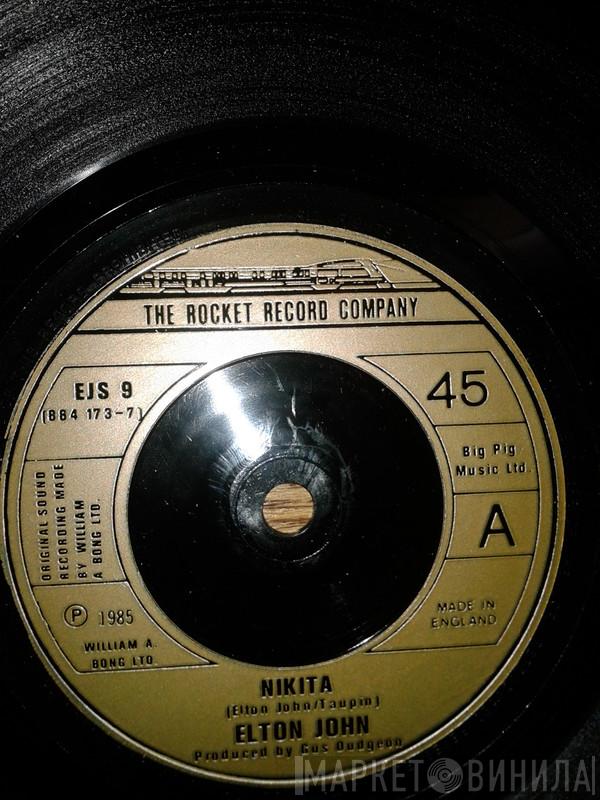 THE ROCKET RECORD COMPANY
EJS 9
(884 173-7)
45
Big Pig
Music Ltd.
ORIGINAL SOUND
RECORDING MADE
BY WILLIAM
A BONG LTD.
A
Ⓟ 1985
WILLIAM A.
BONG LTD.
MADE IN
ENGLAND
NIKITA
(Elton John/Taupin)
ELTON JOHN
Produced by Gus Dudgeon
МАРКЕТ ВИНИЛА